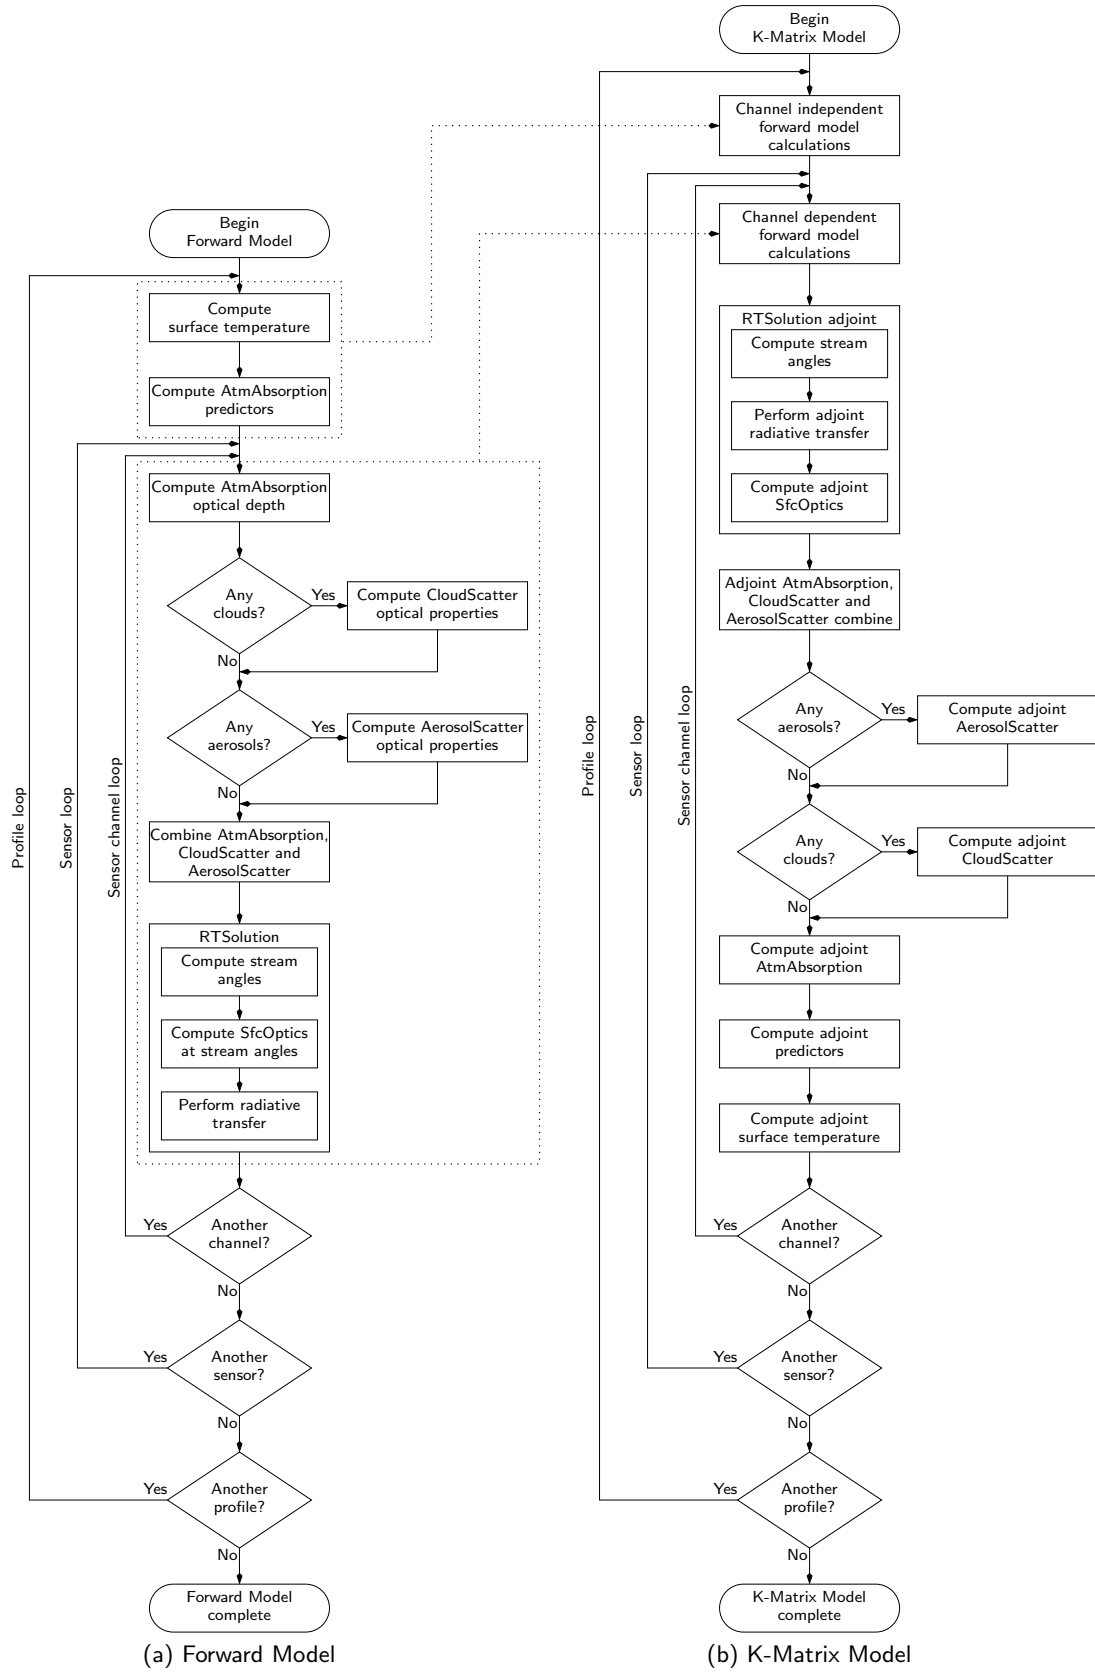 Begin
Forward Model
Compute
surface temperature
Compute AtmAbsorption
predictors
Compute AtmAbsorption
optical depth
Any
clouds?
Yes
Compute CloudScatter
optical properties
No
Any
aerosols?
Yes
Compute AerosolScatter
optical properties
No
Combine AtmAbsorption,
CloudScatter and
AerosolScatter
RTSolution
Compute stream
angles
Compute SfcOptics
at stream angles
Perform radiative
transfer
Another
channel?
Yes
No
Another
sensor?
Yes
No
Another
profile?
Yes
No
Forward Model
complete
Profile loop
Sensor loop
Sensor channel loop
(a) Forward Model
Begin
K-Matrix Model
Channel independent
forward model
calculations
Channel dependent
forward model
calculations
RTSolution adjoint
Compute stream
angles
Perform adjoint
radiative transfer
Compute adjoint
SfcOptics
Adjoint AtmAbsorption,
CloudScatter and
AerosolScatter combine
Any
aerosols?
Yes
Compute adjoint
AerosolScatter
No
Any
clouds?
Yes
Compute adjoint
CloudScatter
No
Compute adjoint
AtmAbsorption
Compute adjoint
predictors
Compute adjoint
surface temperature
Another
channel?
Yes
No
Another
sensor?
Yes
No
Another
profile?
Yes
No
K-Matrix Model
complete
Profile loop
Sensor loop
Sensor channel loop
(b) K-Matrix Model